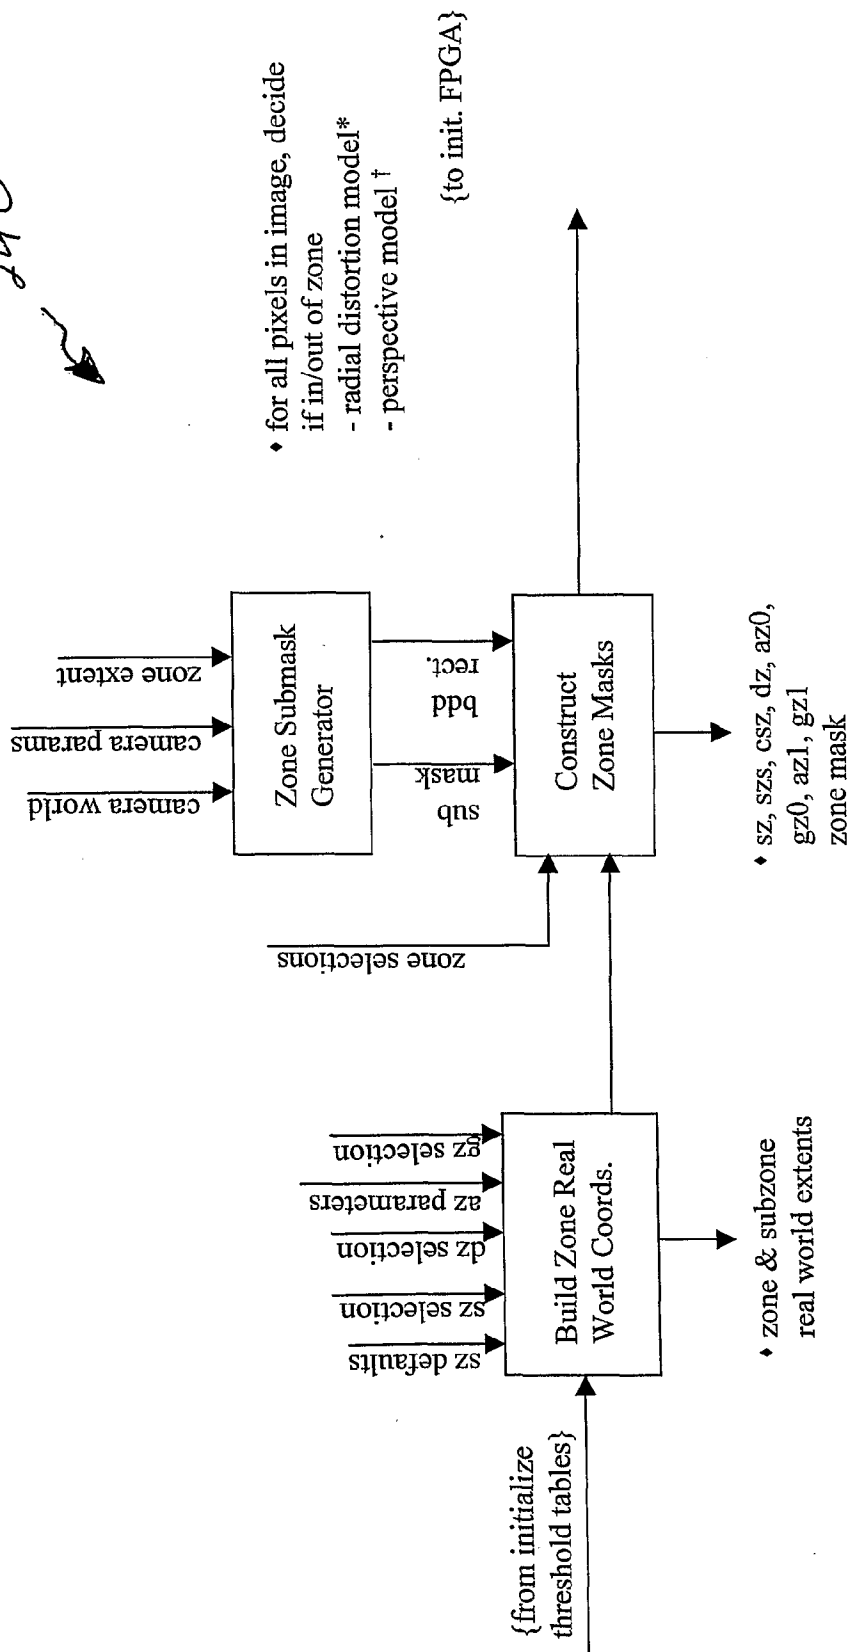 {from initialize
threshold tables}
sz defaults
sz selection
dz selection
az parameters
gz selection
Build Zone Real
World Coords.
♦ zone & subzone
real world extents
zone selections
camera world
camera params
zone extent
Zone Submask
Generator
sub
mask
bdd
rect.
Construct
Zone Masks
♦ sz, szs, csz, dz, az0,
gz0, az1, gz1
zone mask
♦ for all pixels in image, decide
if in/out of zone
- radial distortion model*
- perspective model †
{to init. FPGA}